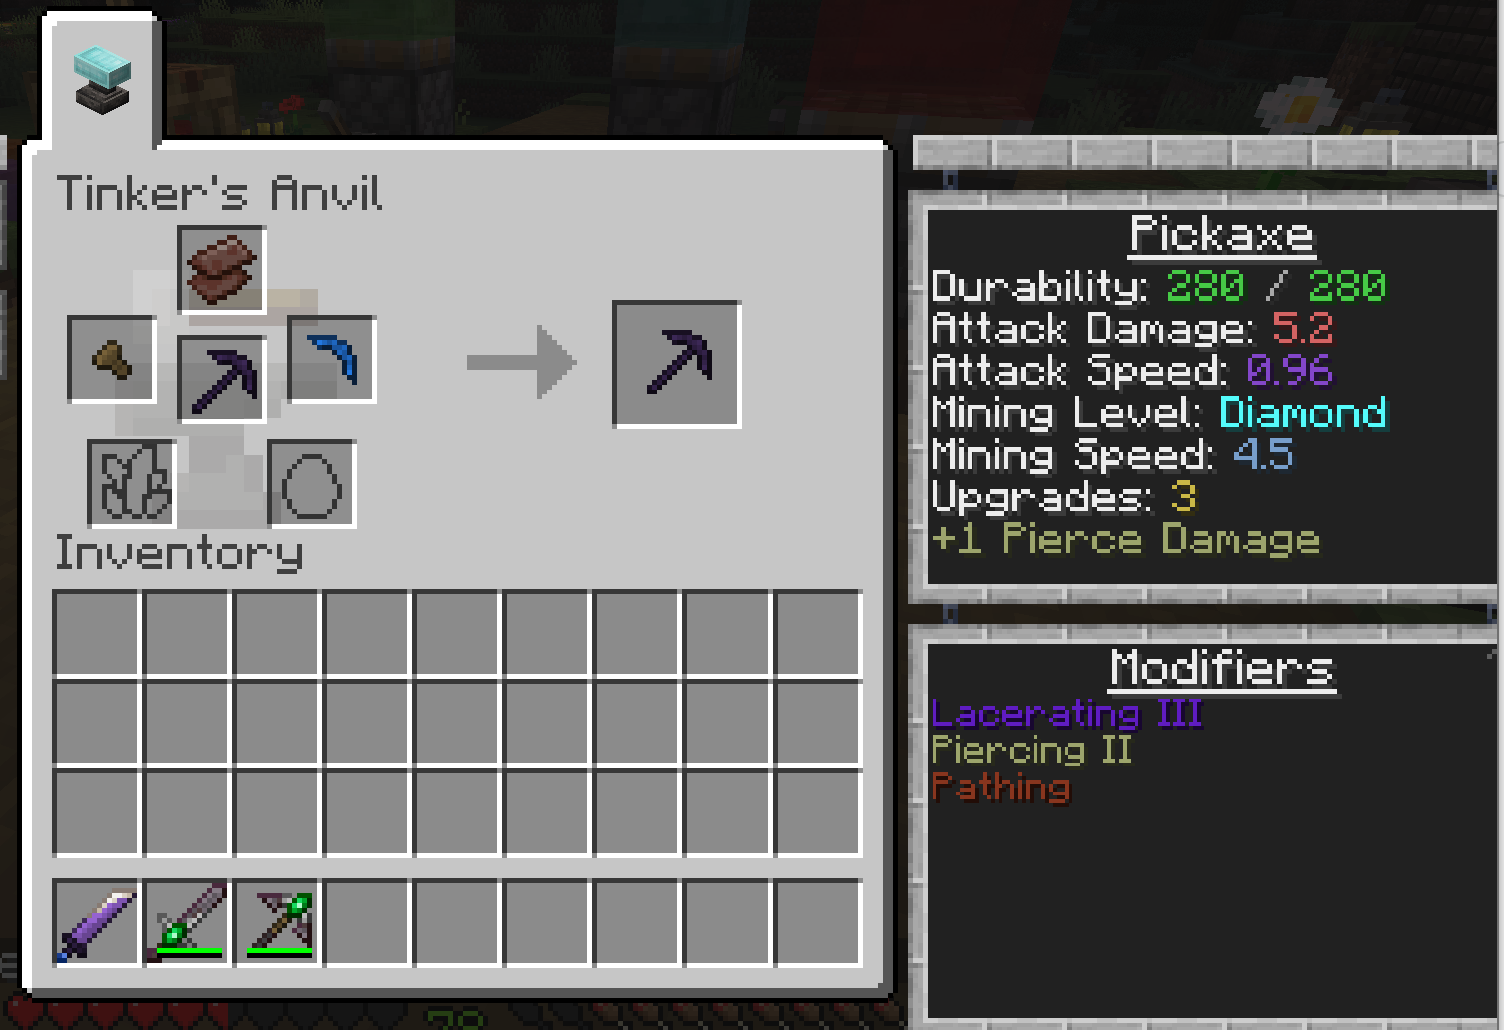 Tinker's Anvil
Inventory
Pickaxe
Durability: 280 / 280
Attack Damage: 5.2
Attack Speed: 0.96
Mining Level: Diamond
Mining Speed: 4.5
Upgrades: 3
+1 Pierce Damage
Modifiers
Lacerating III
Piercing II
Pathing